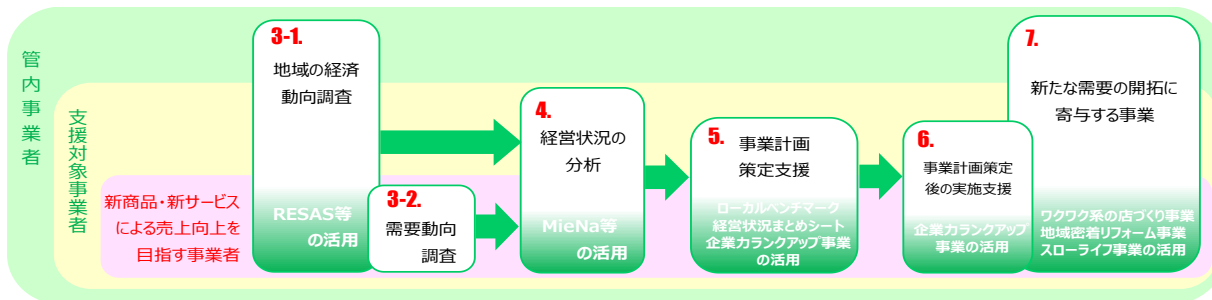 管内事業者
支援対象事業者
新商品・新サービス
による売上向上を
目指す事業者
3-1.
地域の経済
動向調査
RESAS等
の活用
3-2.
需要動向
調査
4.
経営状況の
分析
MieNa等
の活用
5.
事業計画
策定支援
ローカルベンチマーク
経営状況まとめシート
企業力ランクアップ事業
の活用
6.
事業計画策定
後の実施支援
企業力ランクアップ
事業の活用
7.
新たな需要の開拓に
寄与する事業
ワクワク系の店づくり事業
地域密着リフォーム事業
スローライフ事業の活用